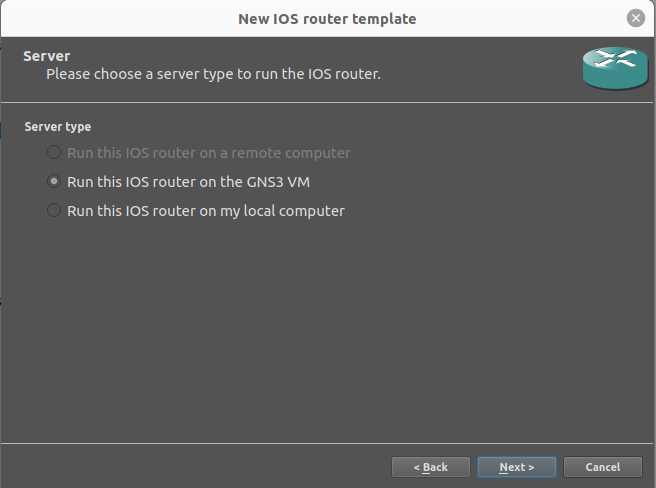 New IOS router template
Server
Please choose a server type to run the IOS router.
Server type
Run this IOS router on a remote computer
Run this IOS router on the GNS3 VM
Run this IOS router on my local computer
< Back
Next >
Cancel